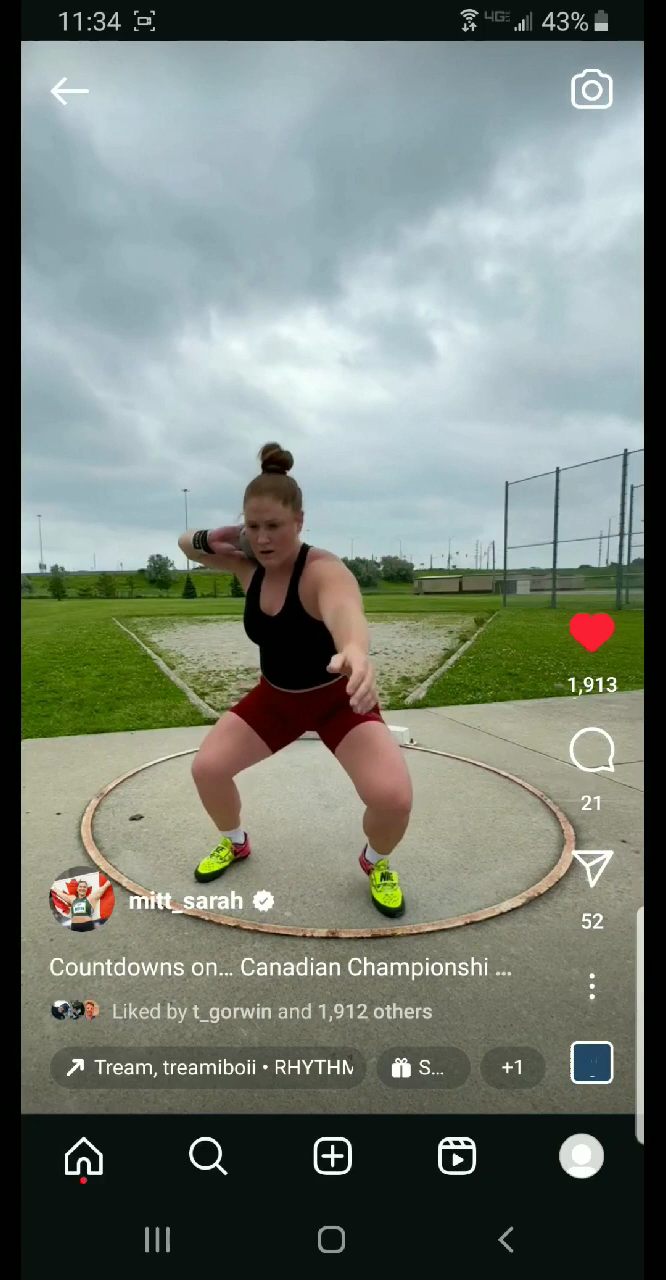 11:34
4GE 43%
1,913
21
mitt_sarah
52
Countdowns on... Canadian Championshi ...
Liked by t_gorwin and 1,912 others
Tream, treamiboii • RHYTHM
S...
+1